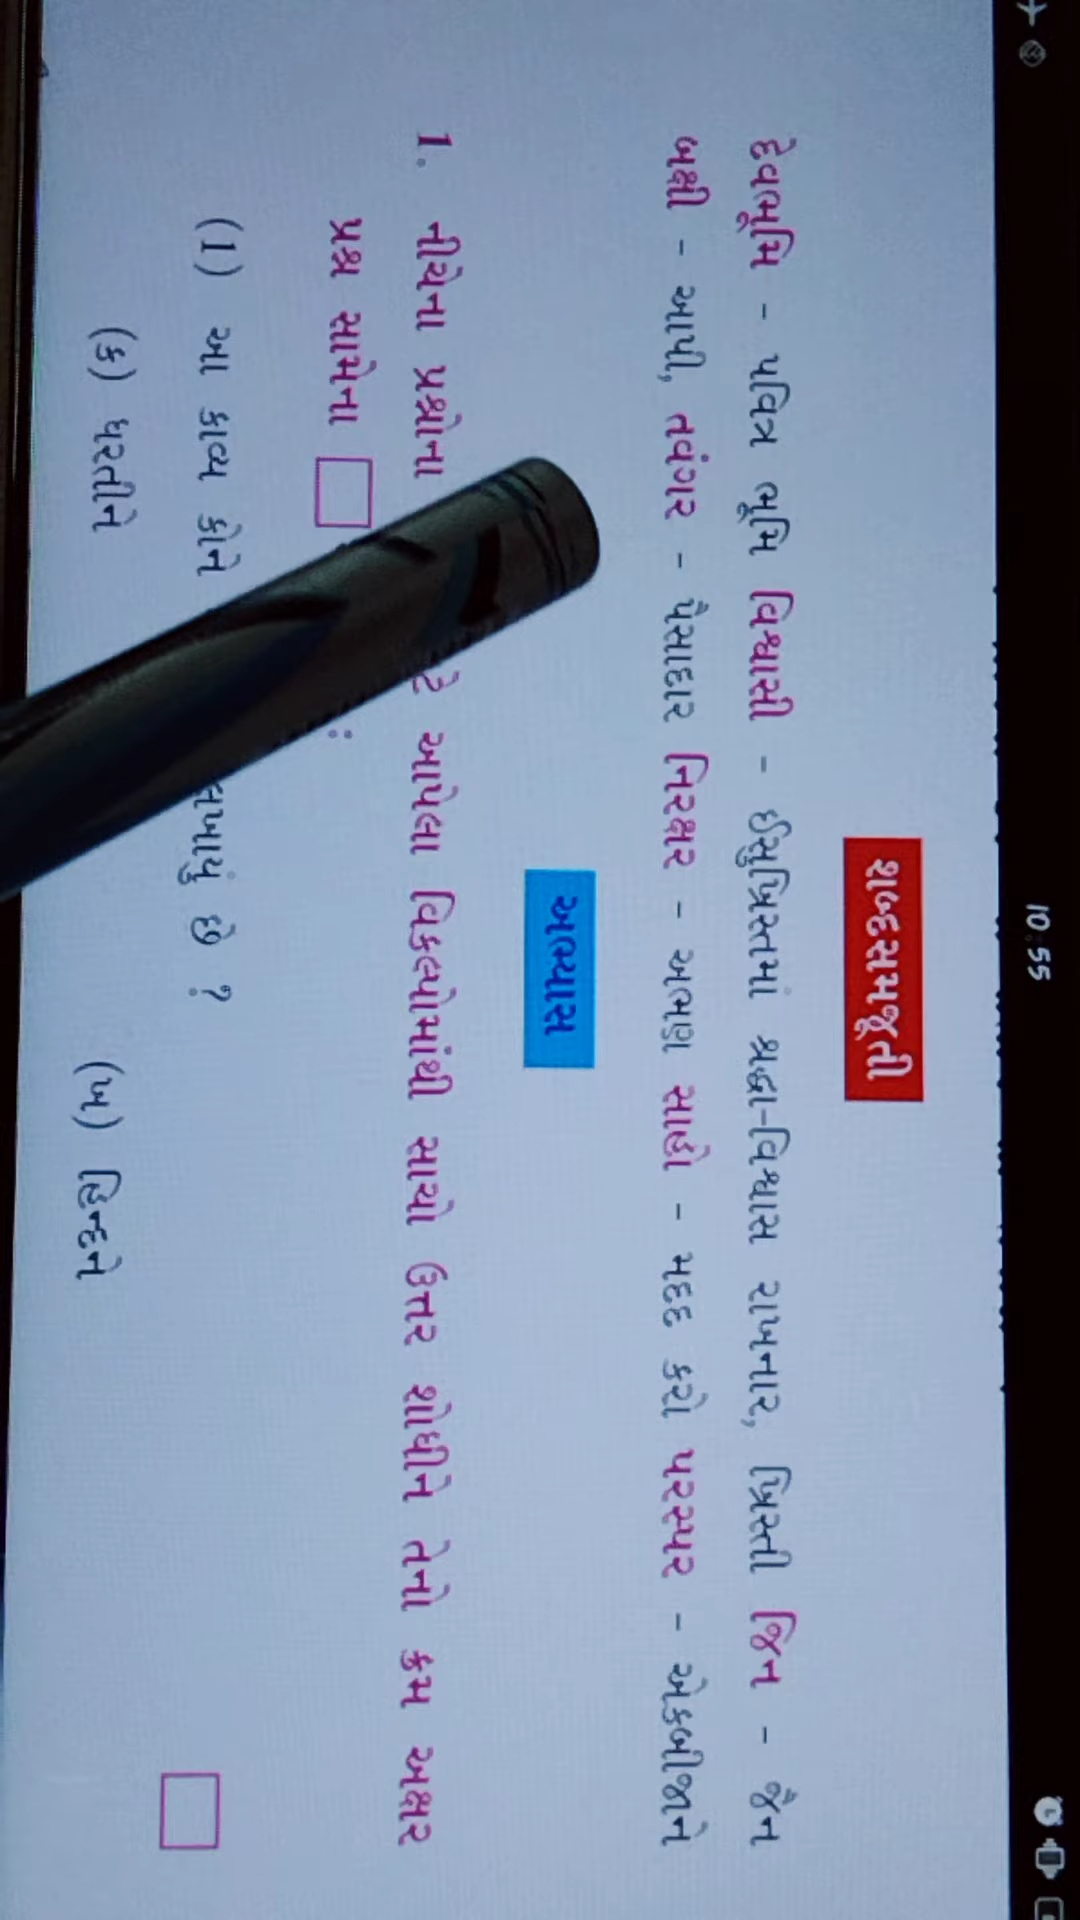 10:55
શબ્દસમજૂતી
દેવભૂમિ - પવિત્ર ભૂમિ વિશ્વાસી - ઈસુખ્રિસ્તમાં શ્રદ્ધા-વિશ્વાસ રાખનાર, ખ્રિસ્તી જિન - જૈન
બક્ષી - આપી, તવંગર - પૈસાદાર નિરક્ષર - અભણ સાહો - મદદ કરો પરસ્પર - એકબીજાને
અભ્યાસ
1. નીચેના પ્રશ્નોના આપેલા વિકલ્પોમાંથી સાચો ઉત્તર શોધીને તેનો ક્રમ અક્ષર
પ્રશ્ન સામેના
(1) આ કાવ્ય કોને લખાયું છે ?
(ક) ધરતીને (ખ) હિન્દને